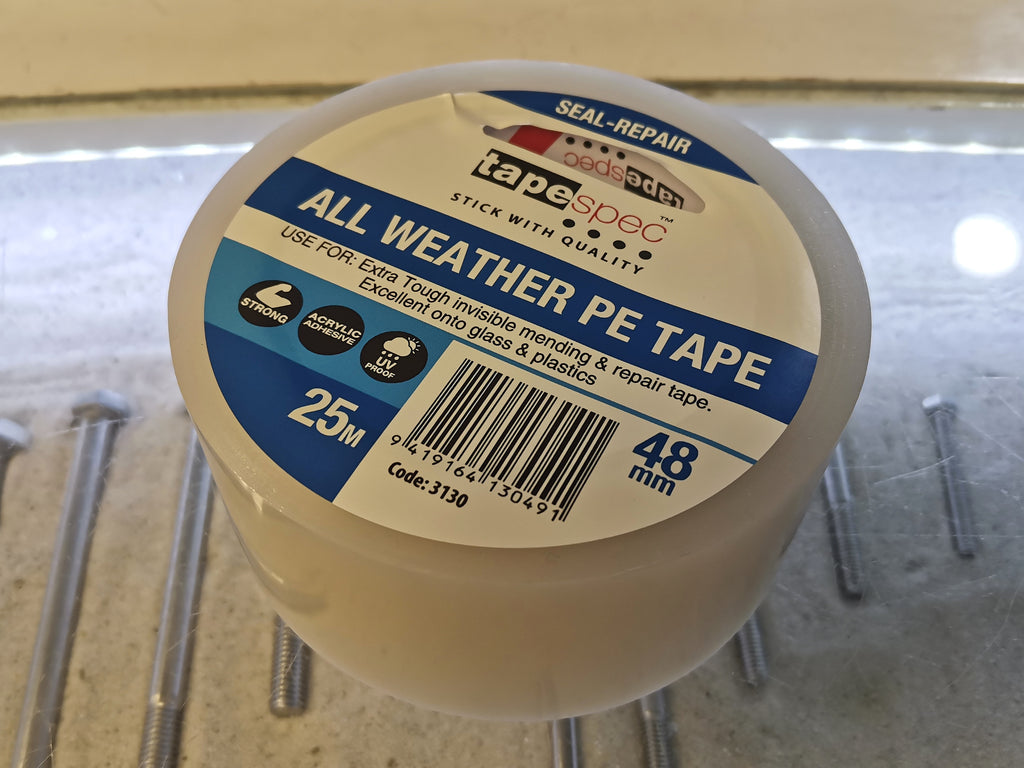 SEAL-REPAIR
tapespec
tapespec™
STICK WITH QUALITY
ALL WEATHER PE TAPE
USE FOR: Extra Tough invisible mending & repair tape.
Excellent onto glass & plastics
STRONG
ACRYLIC
ADHESIVE
UV
PROOF
25M
9 419164 130491
Code: 3130
48
mm